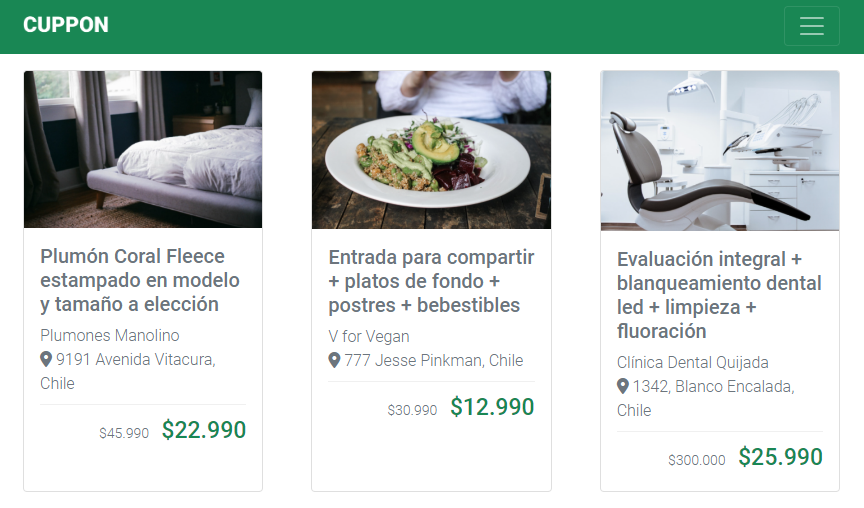 CUPPON
Plumón Coral Fleece
estampado en modelo
y tamaño a elección
Plumones Manolino
9191 Avenida Vitacura,
Chile
$45.990 $22.990
Entrada para compartir
+ platos de fondo +
postres + bebestibles
V for Vegan
777 Jesse Pinkman, Chile
$30.990 $12.990
Evaluación integral +
blanqueamiento dental
led + limpieza +
fluoración
Clínica Dental Quijada
1342, Blanco Encalada,
Chile
$300.000 $25.990